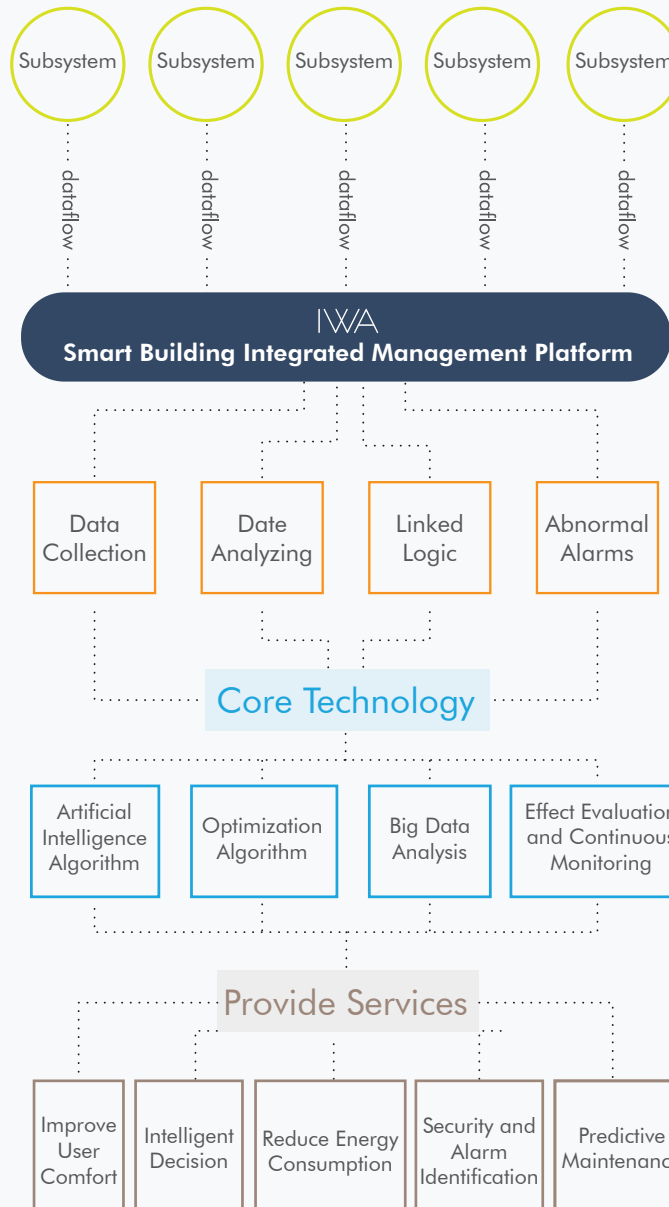 Subsystem Subsystem Subsystem Subsystem Subsystem
dataflow dataflow dataflow dataflow dataflow
IWA
Smart Building Integrated Management Platform
Data
Collection
Date
Analyzing
Linked
Logic
Abnormal
Alarms
Core Technology
Artificial
Intelligence
Algorithm
Optimization
Algorithm
Big Data
Analysis
Effect Evaluation
and Continuous
Monitoring
Provide Services
Improve
User
Comfort
Intelligent
Decision
Reduce Energy
Consumption
Security and
Alarm
Identification
Predictive
Maintenanc